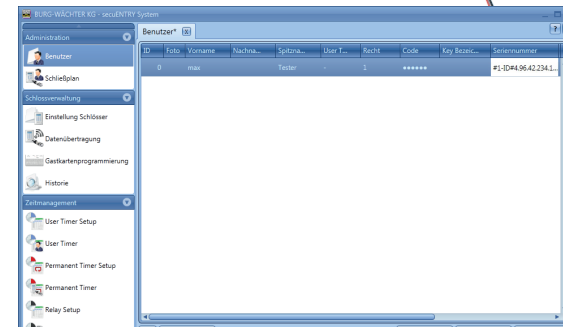 BURG-WÄCHTER KG - secuENTRY System
Administration
Benutzer
Schließplan
Schlossverwaltung
Einstellung Schlösser
Datenübertragung
Gastkartenprogrammierung
Historie
Zeitmanagement
User Timer Setup
User Timer
Permanent Timer Setup
Permanent Timer
Relay Setup
Benutzer*
ID Foto Vorname Nachna... Spitzna... User T... Recht Code Key Bezeic... Seriennummer
0 max Tester - 1 ●●●●●● #1-ID#4.96.42.234.1...